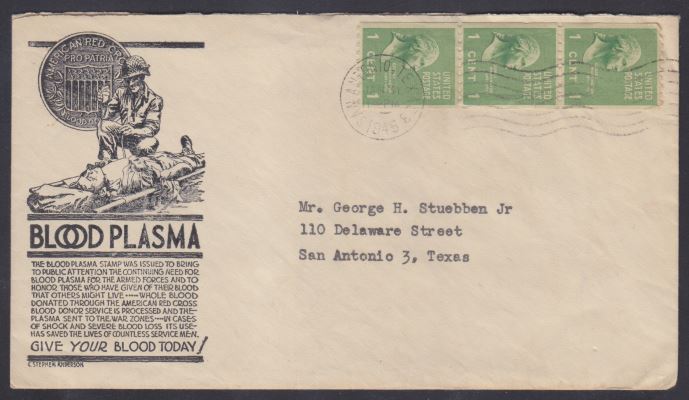 AMERICAN RED CROSS
PRO PATRIA
BLOOD PLASMA
THE BLOOD PLASMA STAMP WAS ISSUED TO BRING
TO PUBLIC ATTENTION THE CONTINUING NEED FOR
BLOOD PLASMA FOR THE ARMED FORCES AND TO
HONOR THOSE WHO HAVE GIVEN OF THEIR BLOOD
THAT OTHERS MIGHT LIVE ---- WHOLE BLOOD
DONATED THROUGH THE AMERICAN RED CROSS
BLOOD DONOR SERVICE IS PROCESSED AND THE-
PLASMA SENT TO THE WAR ZONES ---- IN CASES
OF SHOCK AND SEVERE BLOOD LOSS ITS USE-
HAS SAVED THE LIVES OF COUNTLESS SERVICE MEN.
GIVE YOUR BLOOD TODAY!
C. STEPHEN ANDERSON
SAN ANTONIO, TEX
1945
1 CENT 1
UNITED
STATES
POSTAGE
1 CENT 1
UNITED
STATES
POSTAGE
1 CENT 1
UNITED
STATES
POSTAGE
Mr. George H. Stuebben Jr
110 Delaware Street
San Antonio 3, Texas